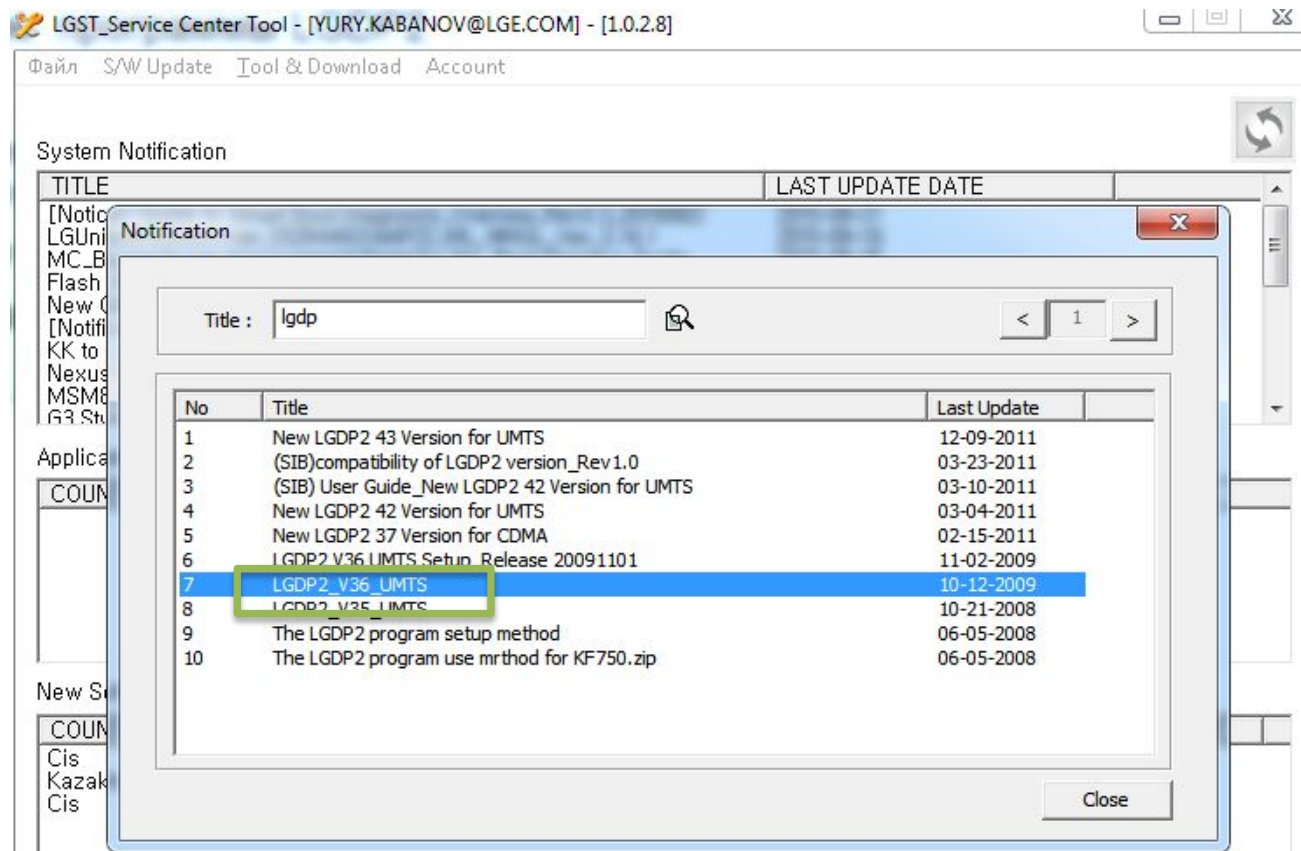 LGST_Service Center Tool - [YURY.KABANOV@LGE.COM] - [1.0.2.8]
Файл S/W Update Tool & Download Account
System Notification
TITLE LAST UPDATE DATE
[Notic
LGUni
MC_B
Flash
New
[Notifi
KK to
Nexus
MSM8
G3 Stu
Notification
Title : lgdp < 1 >
No Title Last Update
1 New LGDP2 43 Version for UMTS 12-09-2011
2 (SIB)compatibility of LGDP2 version_Rev1.0 03-23-2011
3 (SIB) User Guide_New LGDP2 42 Version for UMTS 03-10-2011
4 New LGDP2 42 Version for UMTS 03-04-2011
5 New LGDP2 37 Version for CDMA 02-15-2011
6 LGDP2 V36 UMTS Setup_Release 20091101 11-02-2009
7 LGDP2_V36_UMTS 10-12-2009
8 LGDP2_V35_UMTS 10-21-2008
9 The LGDP2 program setup method 06-05-2008
10 The LGDP2 program use mrthod for KF750.zip 06-05-2008
Close
Applica
COUN
New S
COUN
Cis
Kazak
Cis